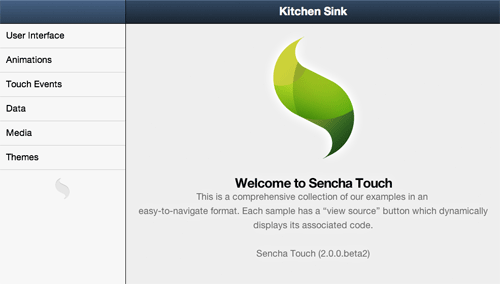 Kitchen Sink
User Interface
Animations
Touch Events
Data
Media
Themes
Welcome to Sencha Touch
This is a comprehensive collection of our examples in an
easy-to-navigate format. Each sample has a “view source” button which dynamically
displays its associated code.
Sencha Touch (2.0.0.beta2)